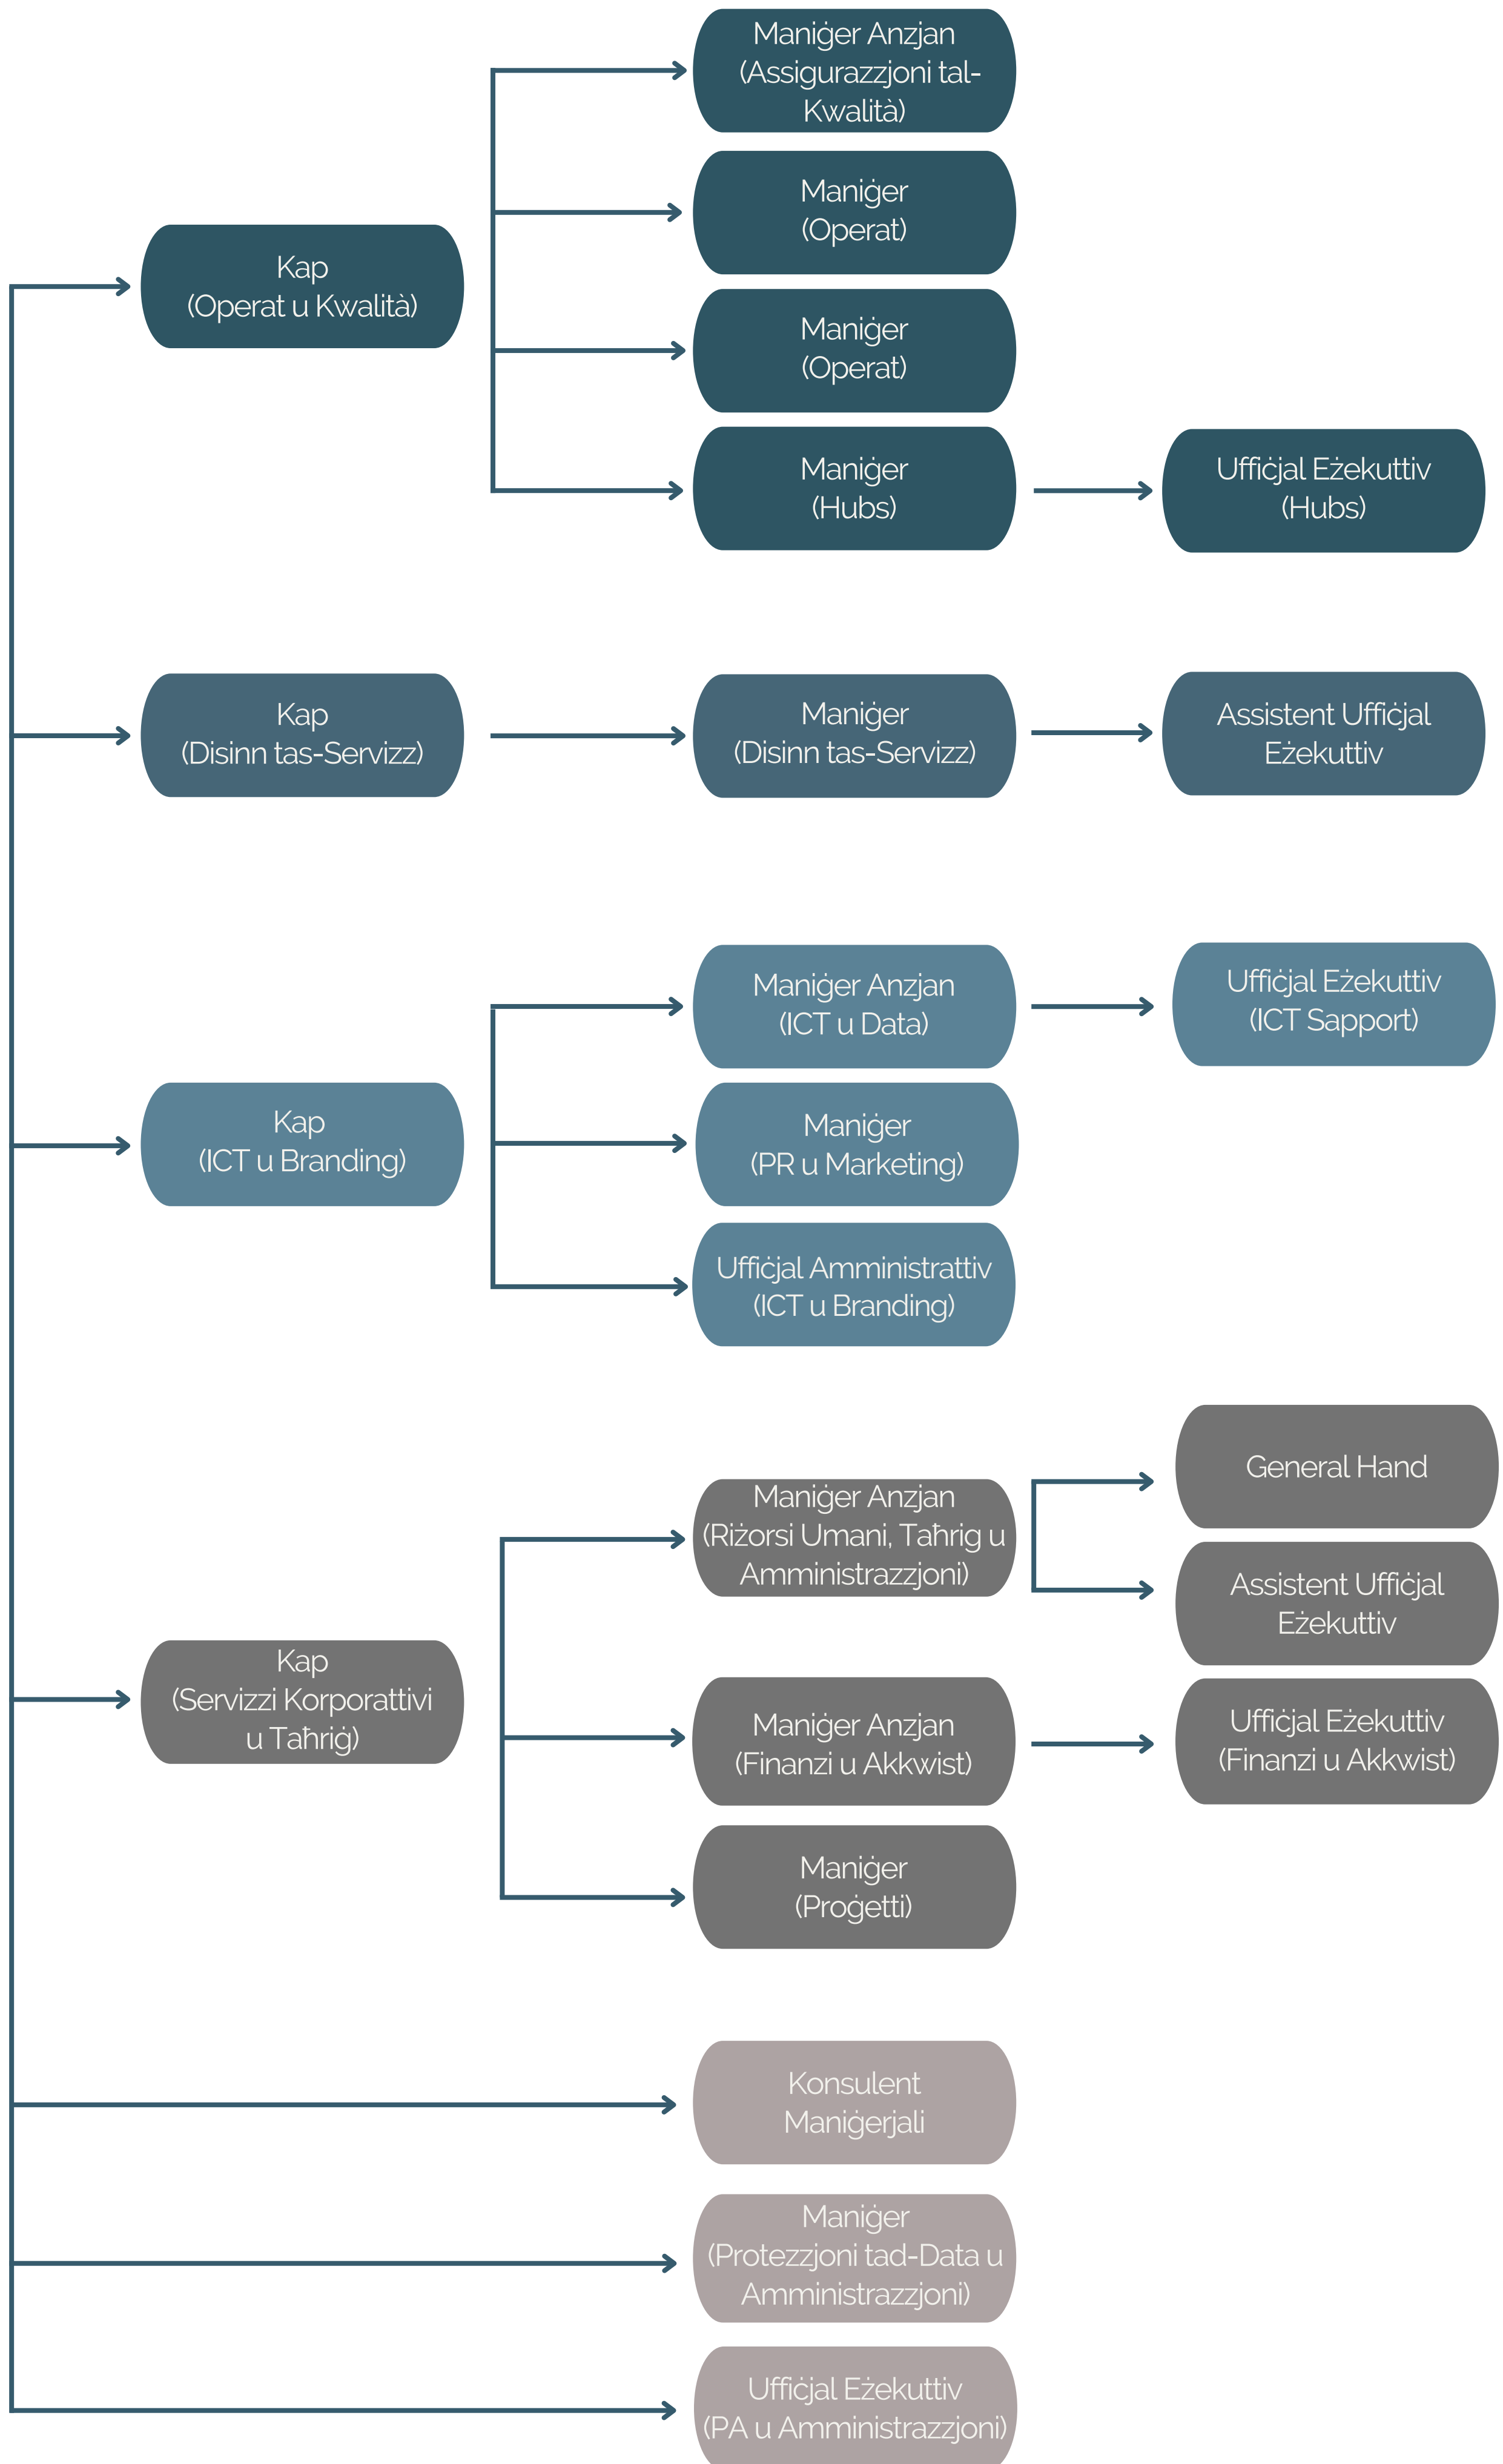 Maniġer Anzjan
(Assigurazzjoni tal-
Kwalità)
Maniġer
(Operat)
Kap
(Operat u Kwalità)
Maniġer
(Operat)
Maniġer
(Hubs)
Uffiċjal Eżekuttiv
(Hubs)
Kap
(Disinn tas-Servizz)
Maniġer
(Disinn tas-Servizz)
Assistent Uffiċjal
Eżekuttiv
Kap
(ICT u Branding)
Maniġer Anzjan
(ICT u Data)
Uffiċjal Eżekuttiv
(ICT Sapport)
Maniġer
(PR u Marketing)
Uffiċjal Amministrattiv
(ICT u Branding)
Kap
(Servizzi Korporattivi
u Taħriġ)
Maniġer Anzjan
(Riżorsi Umani, Taħrig u
Amministrazzjoni)
General Hand
Assistent Uffiċjal
Eżekuttiv
Maniġer Anzjan
(Finanzi u Akkwist)
Uffiċjal Eżekuttiv
(Finanzi u Akkwist)
Maniġer
(Proġetti)
Konsulent
Maniġerjali
Maniġer
(Protezzjoni tad-Data u
Amministrazzjoni)
Uffiċjal Eżekuttiv
(PA u Amministrazzjoni)